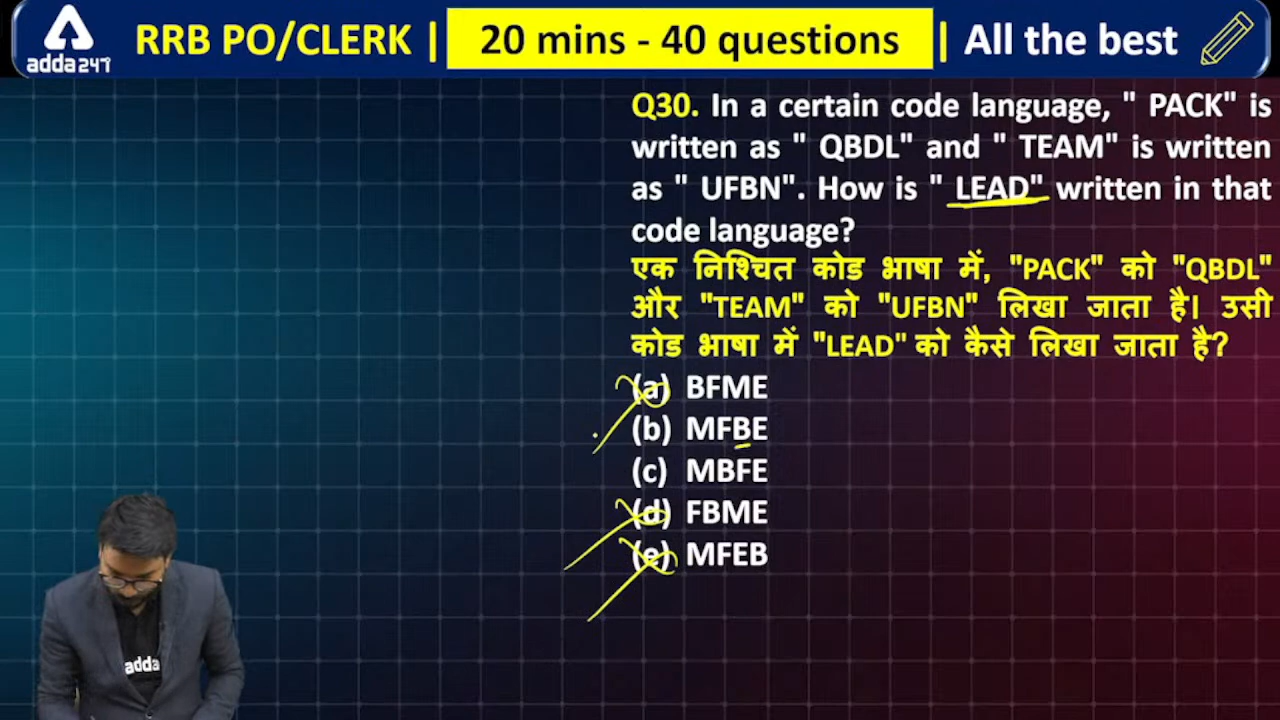 adda247
RRB PO/CLERK | 20 mins - 40 questions | All the best
Q30. In a certain code language, " PACK" is
written as " QBDL" and " TEAM" is written
as " UFBN". How is " LEAD" written in that
code language?
एक निश्चित कोड भाषा में, "PACK" को "QBDL"
और "TEAM" को "UFBN" लिखा जाता है। उसी
कोड भाषा में "LEAD" को कैसे लिखा जाता है?
(a) BFME
(b) MFBE
(c) MBFE
(d) FBME
(e) MFEB
adda